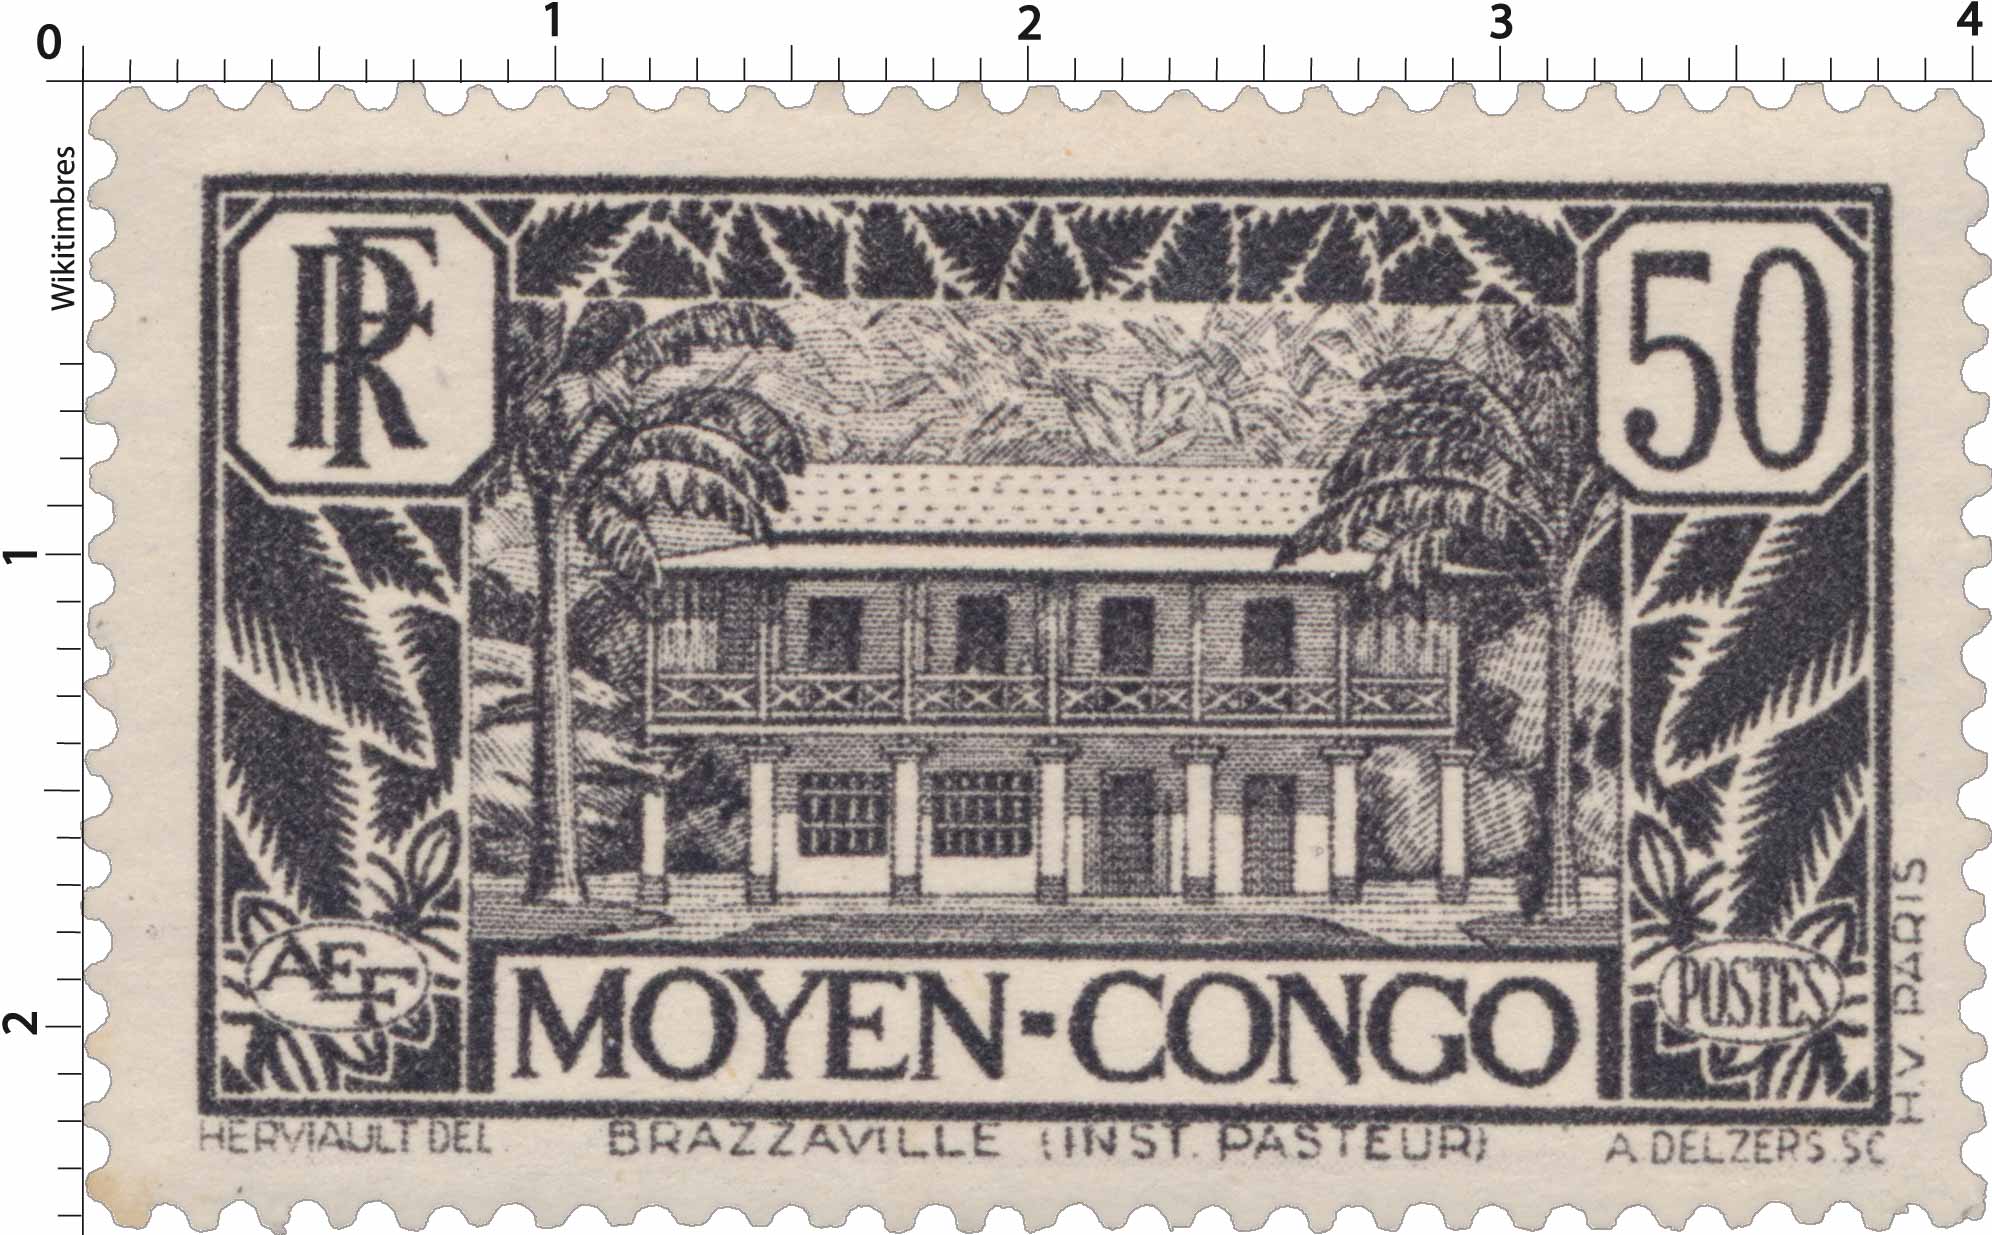 0 1 2 3 4
Wikitimbres
1
2
RF
50
AEF
POSTES
MOYEN-CONGO
HERVIAULT DEL. BRAZZAVILLE (INST. PASTEUR) A. DELZERS. SC
H.V. PARIS